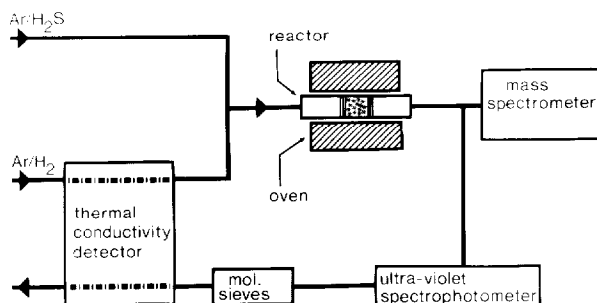 Ar/H₂S
reactor
mass
spectrometer
Ar/H₂
oven
thermal
conductivity
detector
mol.
sieves
ultra-violet
spectrophotometer